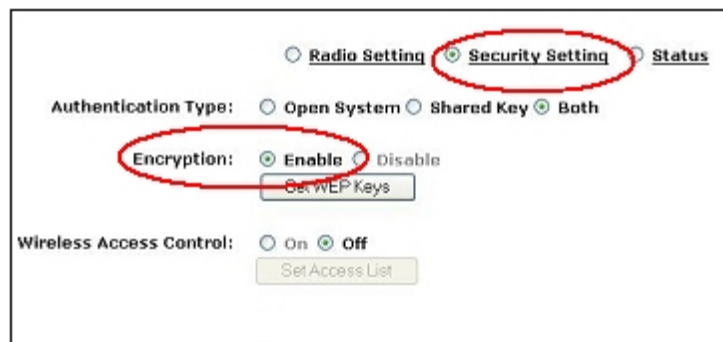 Radio Setting Security Setting Status
Authentication Type: Open System Shared Key Both
Encryption: Enable Disable
Set WEP Keys
Wireless Access Control: On Off
Set Access List